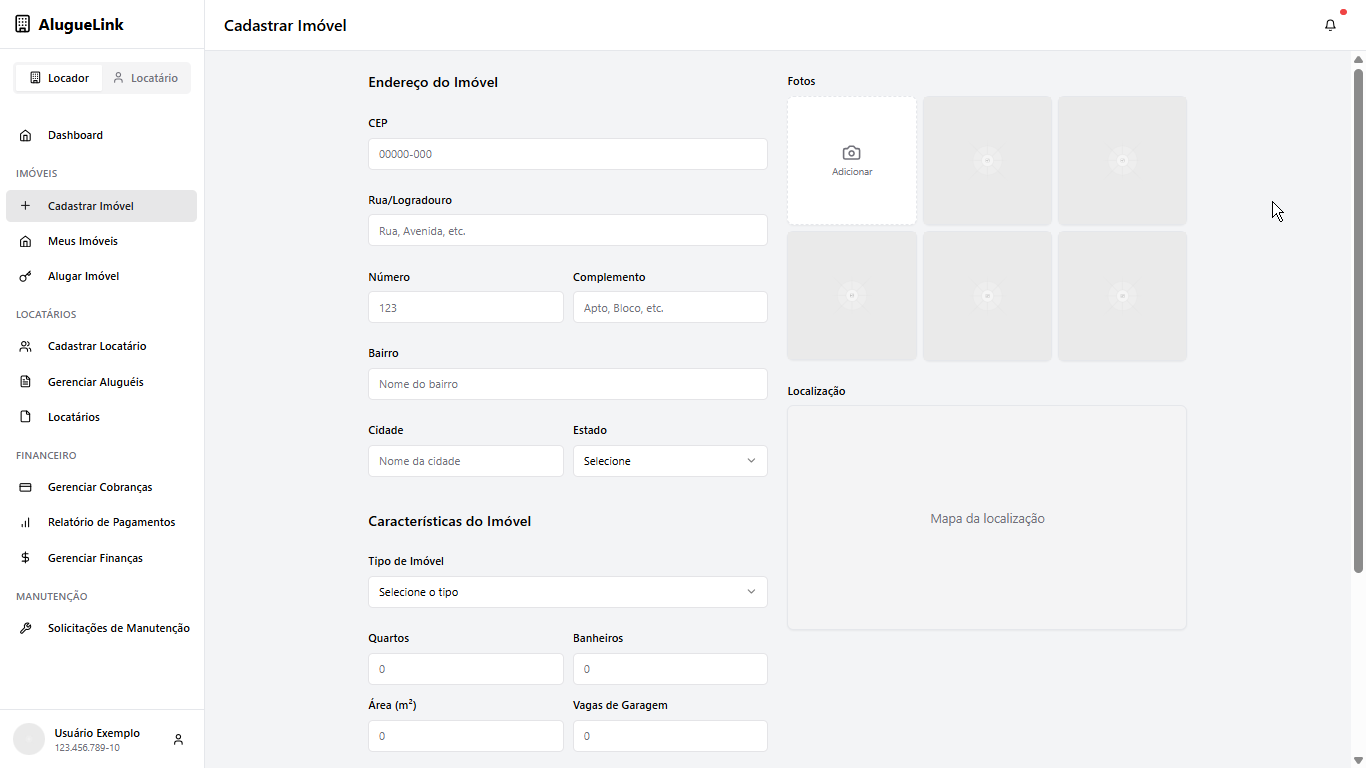 AlugueLink
Locador
Locatário
Dashboard
IMÓVEIS
Cadastrar Imóvel
Meus Imóveis
Alugar Imóvel
LOCATÁRIOS
Cadastrar Locatário
Gerenciar Aluguéis
Locatários
FINANCEIRO
Gerenciar Cobranças
Relatório de Pagamentos
Gerenciar Finanças
MANUTENÇÃO
Solicitações de Manutenção
Usuário Exemplo
123.456.789-10
Cadastrar Imóvel
Endereço do Imóvel
CEP
00000-000
Rua/Logradouro
Rua, Avenida, etc.
Número
Complemento
123
Apto, Bloco, etc.
Bairro
Nome do bairro
Cidade
Estado
Nome da cidade
Selecione
Características do Imóvel
Tipo de Imóvel
Selecione o tipo
Quartos
Banheiros
0
0
Área (m²)
Vagas de Garagem
0
0
Fotos
Adicionar
Localização
Mapa da localização